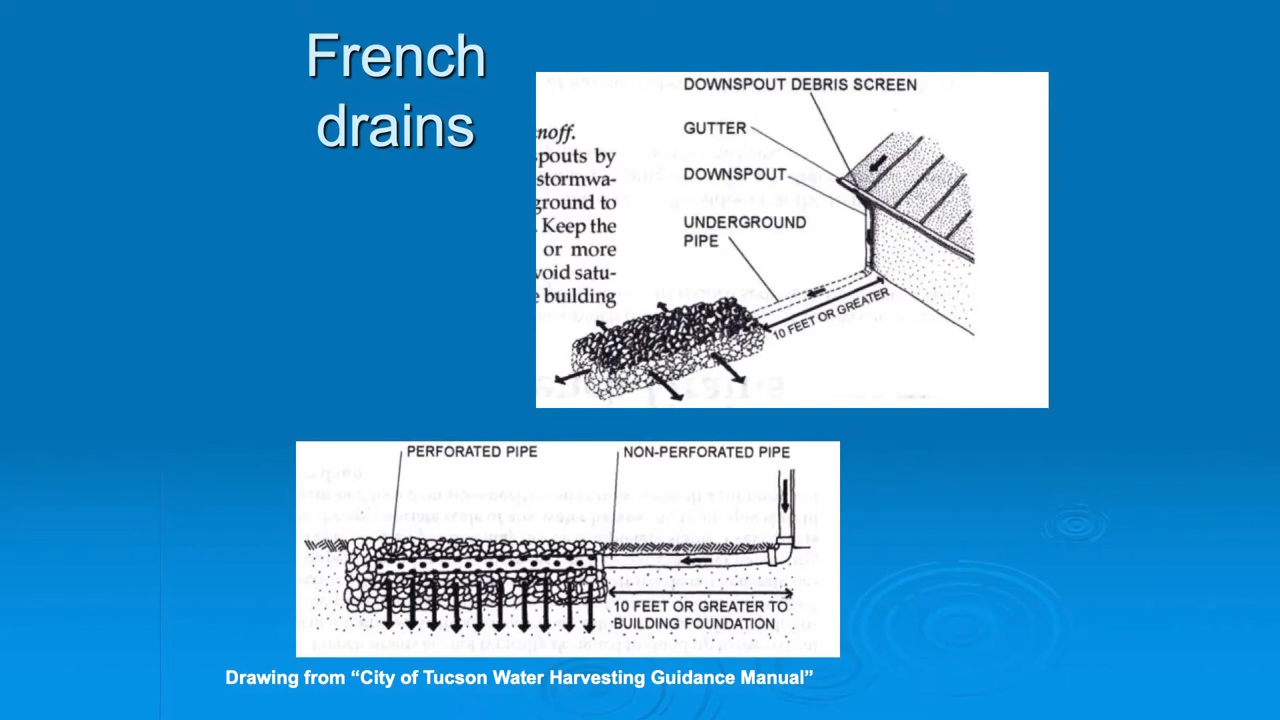 French
drains
noff.
spouts by
stormwa-
ground to
. Keep the
or more
void satu-
e building
DOWNSPOUT DEBRIS SCREEN
GUTTER
DOWNSPOUT
UNDERGROUND
PIPE
10 FEET OR GREATER
PERFORATED PIPE
NON-PERFORATED PIPE
10 FEET OR GREATER TO
BUILDING FOUNDATION
Drawing from “City of Tucson Water Harvesting Guidance Manual”